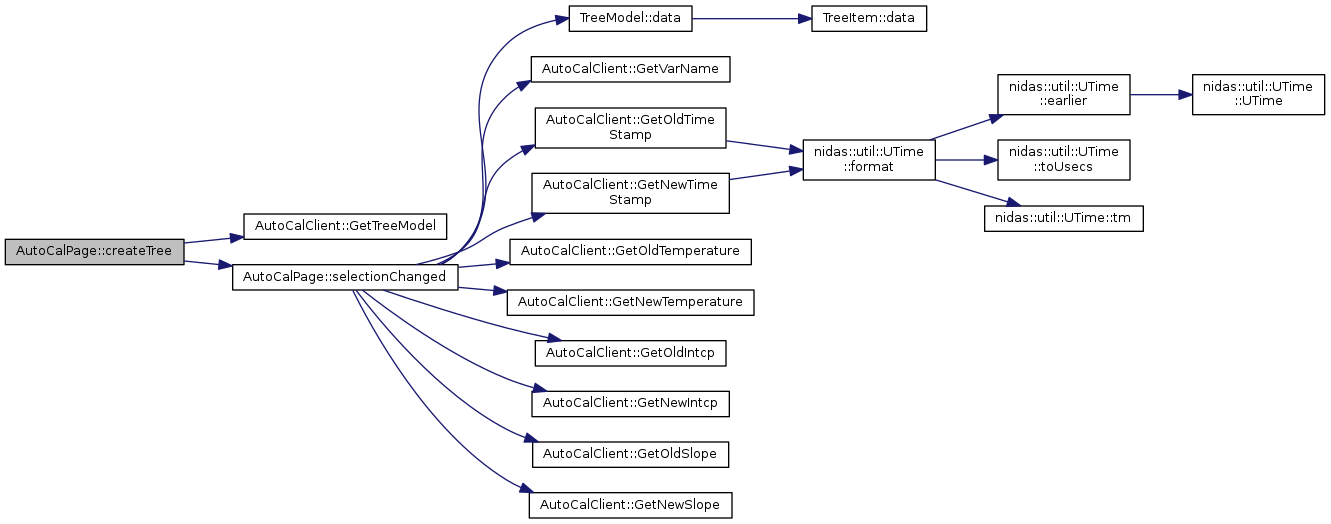 TreeModel::data
TreeItem::data
AutoCalClient::GetVarName
nidas::util::UTime
::earlier
nidas::util::UTime
::UTime
AutoCalClient::GetOldTime
Stamp
nidas::util::UTime
::format
nidas::util::UTime
::toUsecs
AutoCalClient::GetNewTime
Stamp
nidas::util::UTime::tm
AutoCalClient::GetTreeModel
AutoCalPage::createTree
AutoCalClient::GetOldTemperature
AutoCalPage::selectionChanged
AutoCalClient::GetNewTemperature
AutoCalClient::GetOldIntcp
AutoCalClient::GetNewIntcp
AutoCalClient::GetOldSlope
AutoCalClient::GetNewSlope